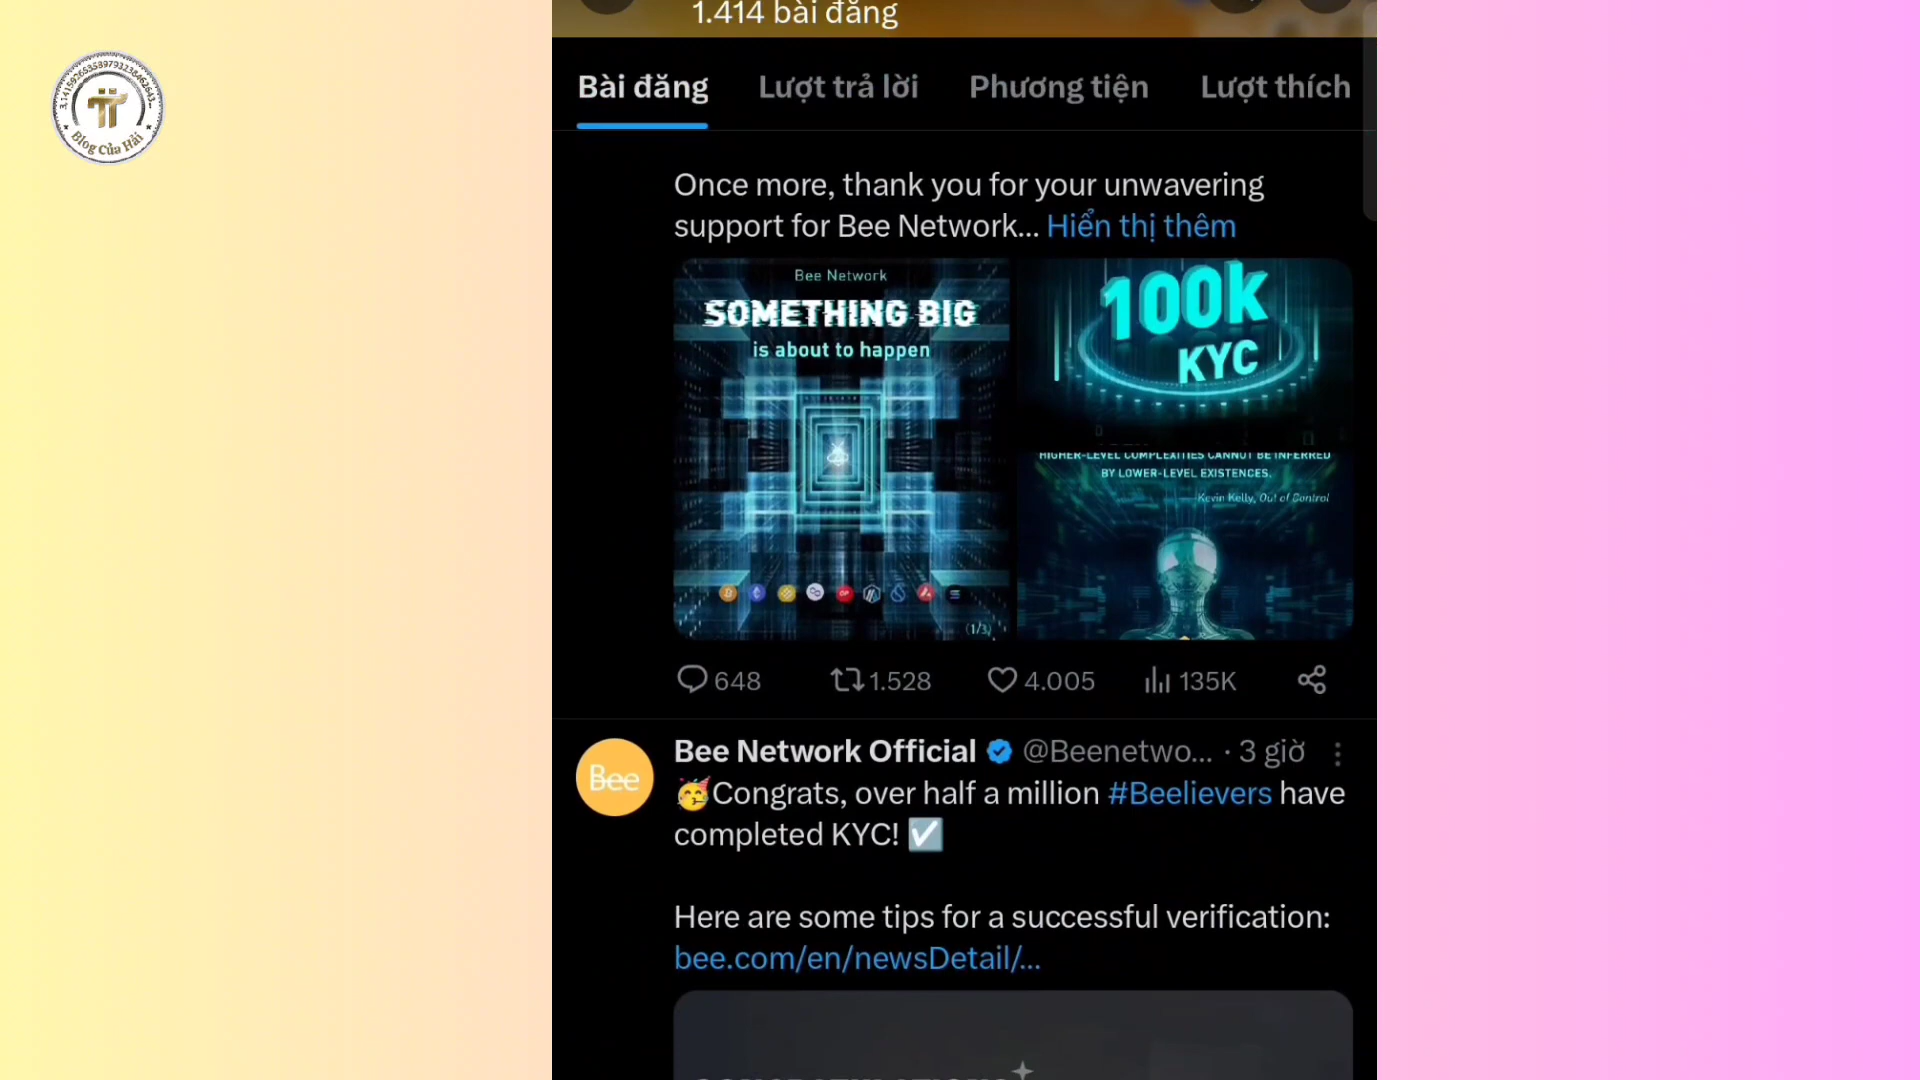 1.414 bài đăng
Bài đăng Lượt trả lời Phương tiện Lượt thích
Once more, thank you for your unwavering
support for Bee Network... Hiển thị thêm
Bee Network
SOMETHING BIG
is about to happen
(1/3)
100k
KYC
HIGHER-LEVEL COMPLEXITIES CANNOT BE INFERRED
BY LOWER-LEVEL EXISTENCES.
Kevin Kelly, Out of Control
648 1.528 4.005 135K
Bee
Bee Network Official @Beenetwo... · 3 giờ
🥳Congrats, over half a million #Beelievers have
completed KYC! ☑️
Here are some tips for a successful verification:
bee.com/en/newsDetail/...
Blog Của Hải